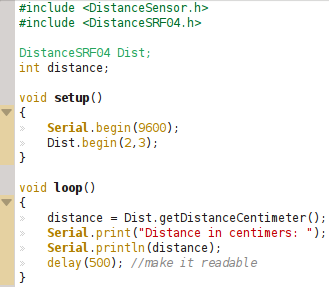 #include <DistanceSensor.h>
#include <DistanceSRF04.h>
DistanceSRF04 Dist;
int distance;
void setup()
{
Serial.begin(9600);
Dist.begin(2,3);
}
void loop()
{
distance = Dist.getDistanceCentimeter();
Serial.print("Distance in centimers: ");
Serial.println(distance);
delay(500); //make it readable
}